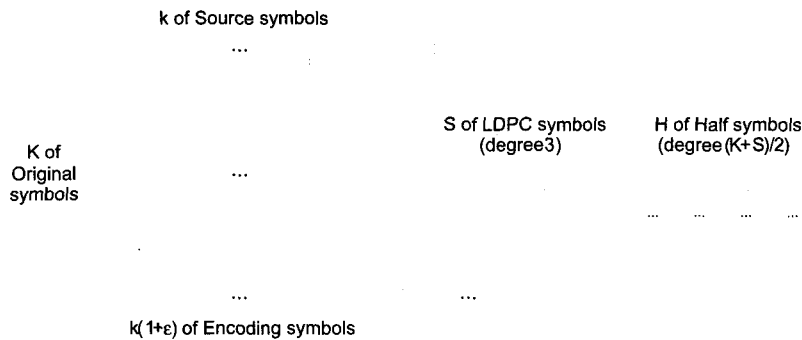 k of Source symbols
...
S of LDPC symbols
(degree3)
H of Half symbols
(degree(K+S)/2)
K of
Original
symbols
...
... ... ... ...
... ...
k(1+ε) of Encoding symbols